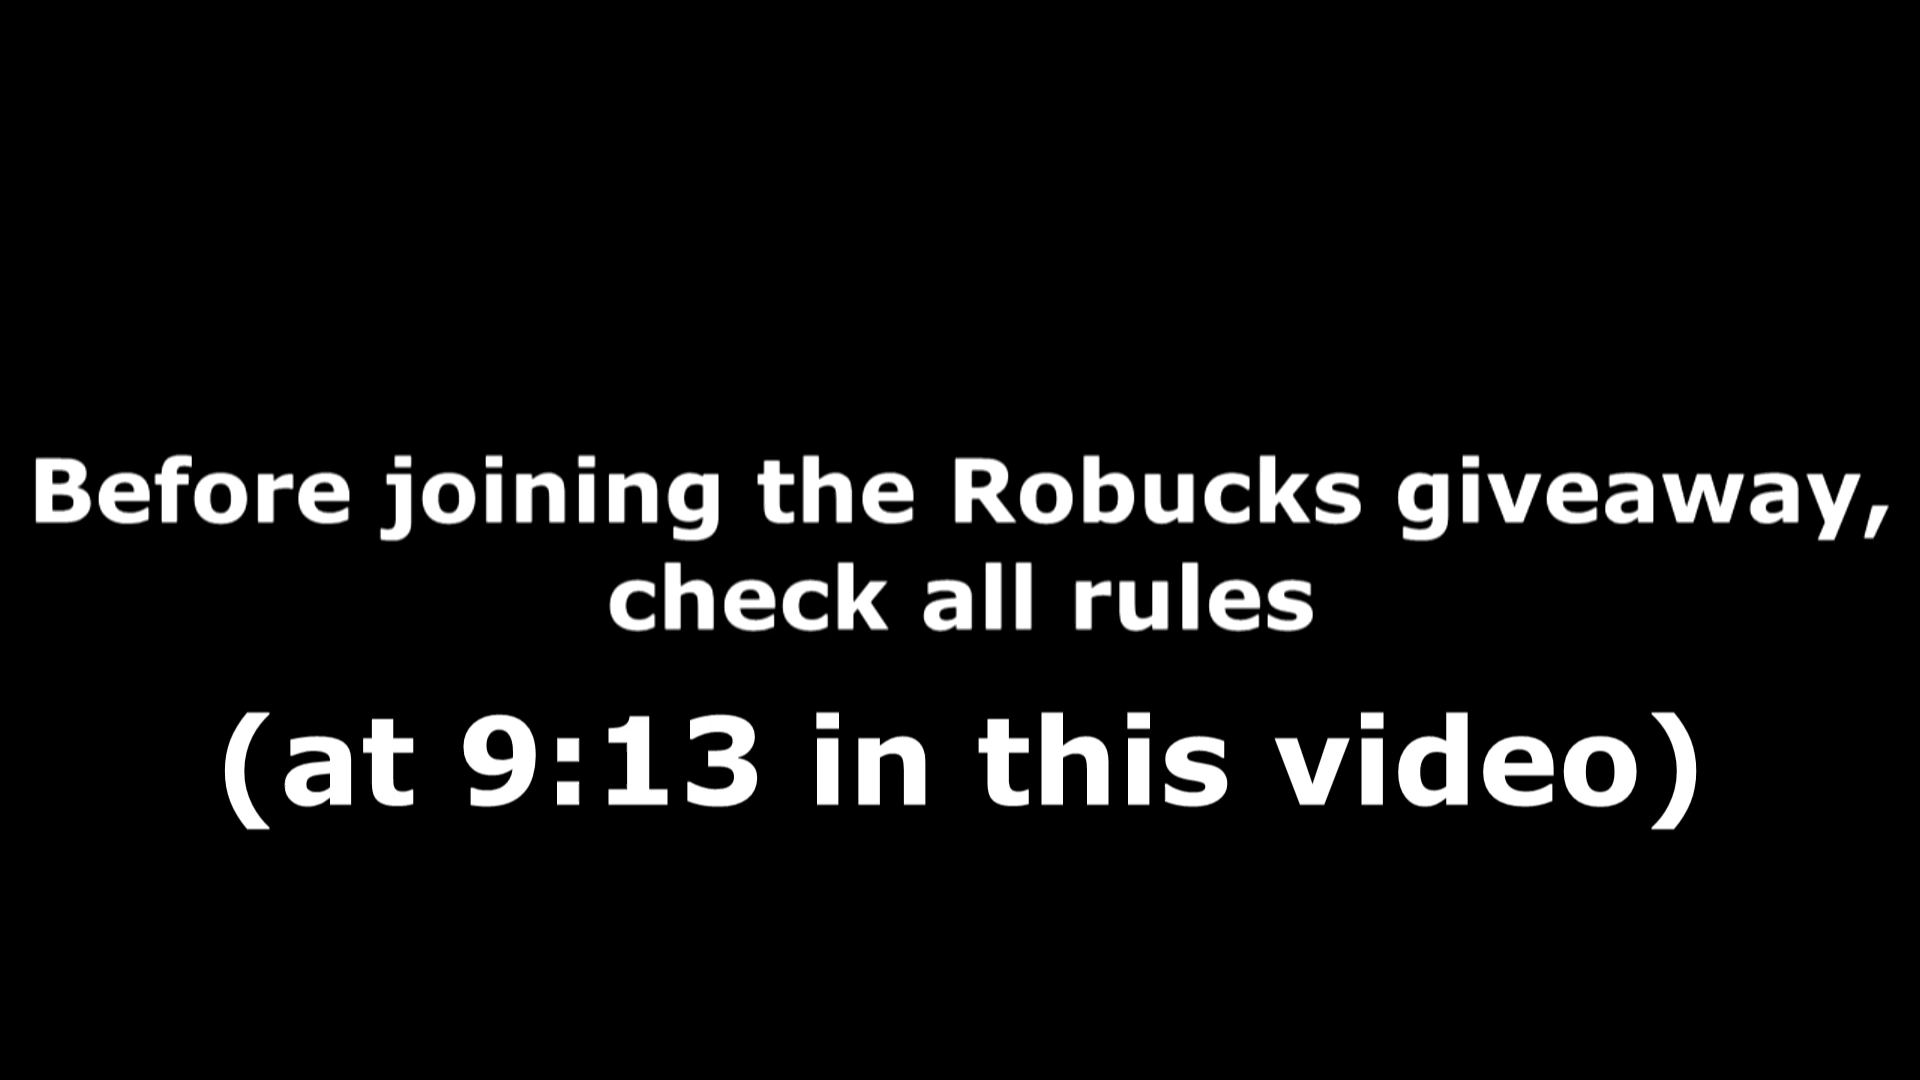 Before joining the Robucks giveaway,
check all rules
(at 9:13 in this video)